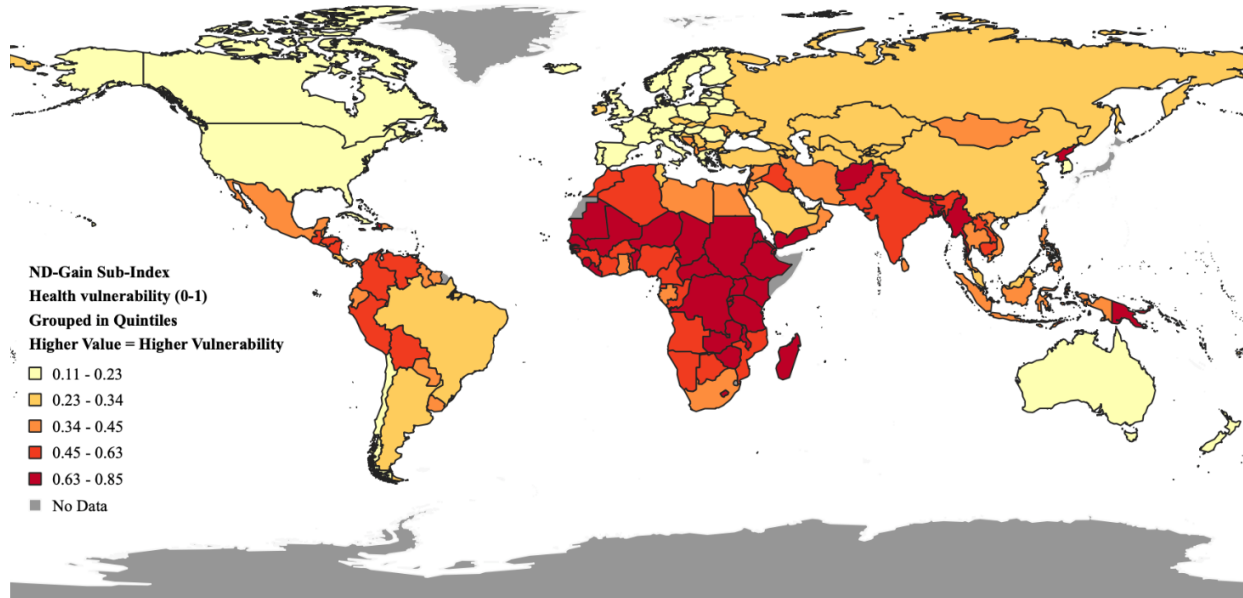 ND-Gain Sub-Index
Health vulnerability (0-1)
Grouped in Quintiles
Higher Value = Higher Vulnerability
0.11 - 0.23
0.23 - 0.34
0.34 - 0.45
0.45 - 0.63
0.63 - 0.85
No Data